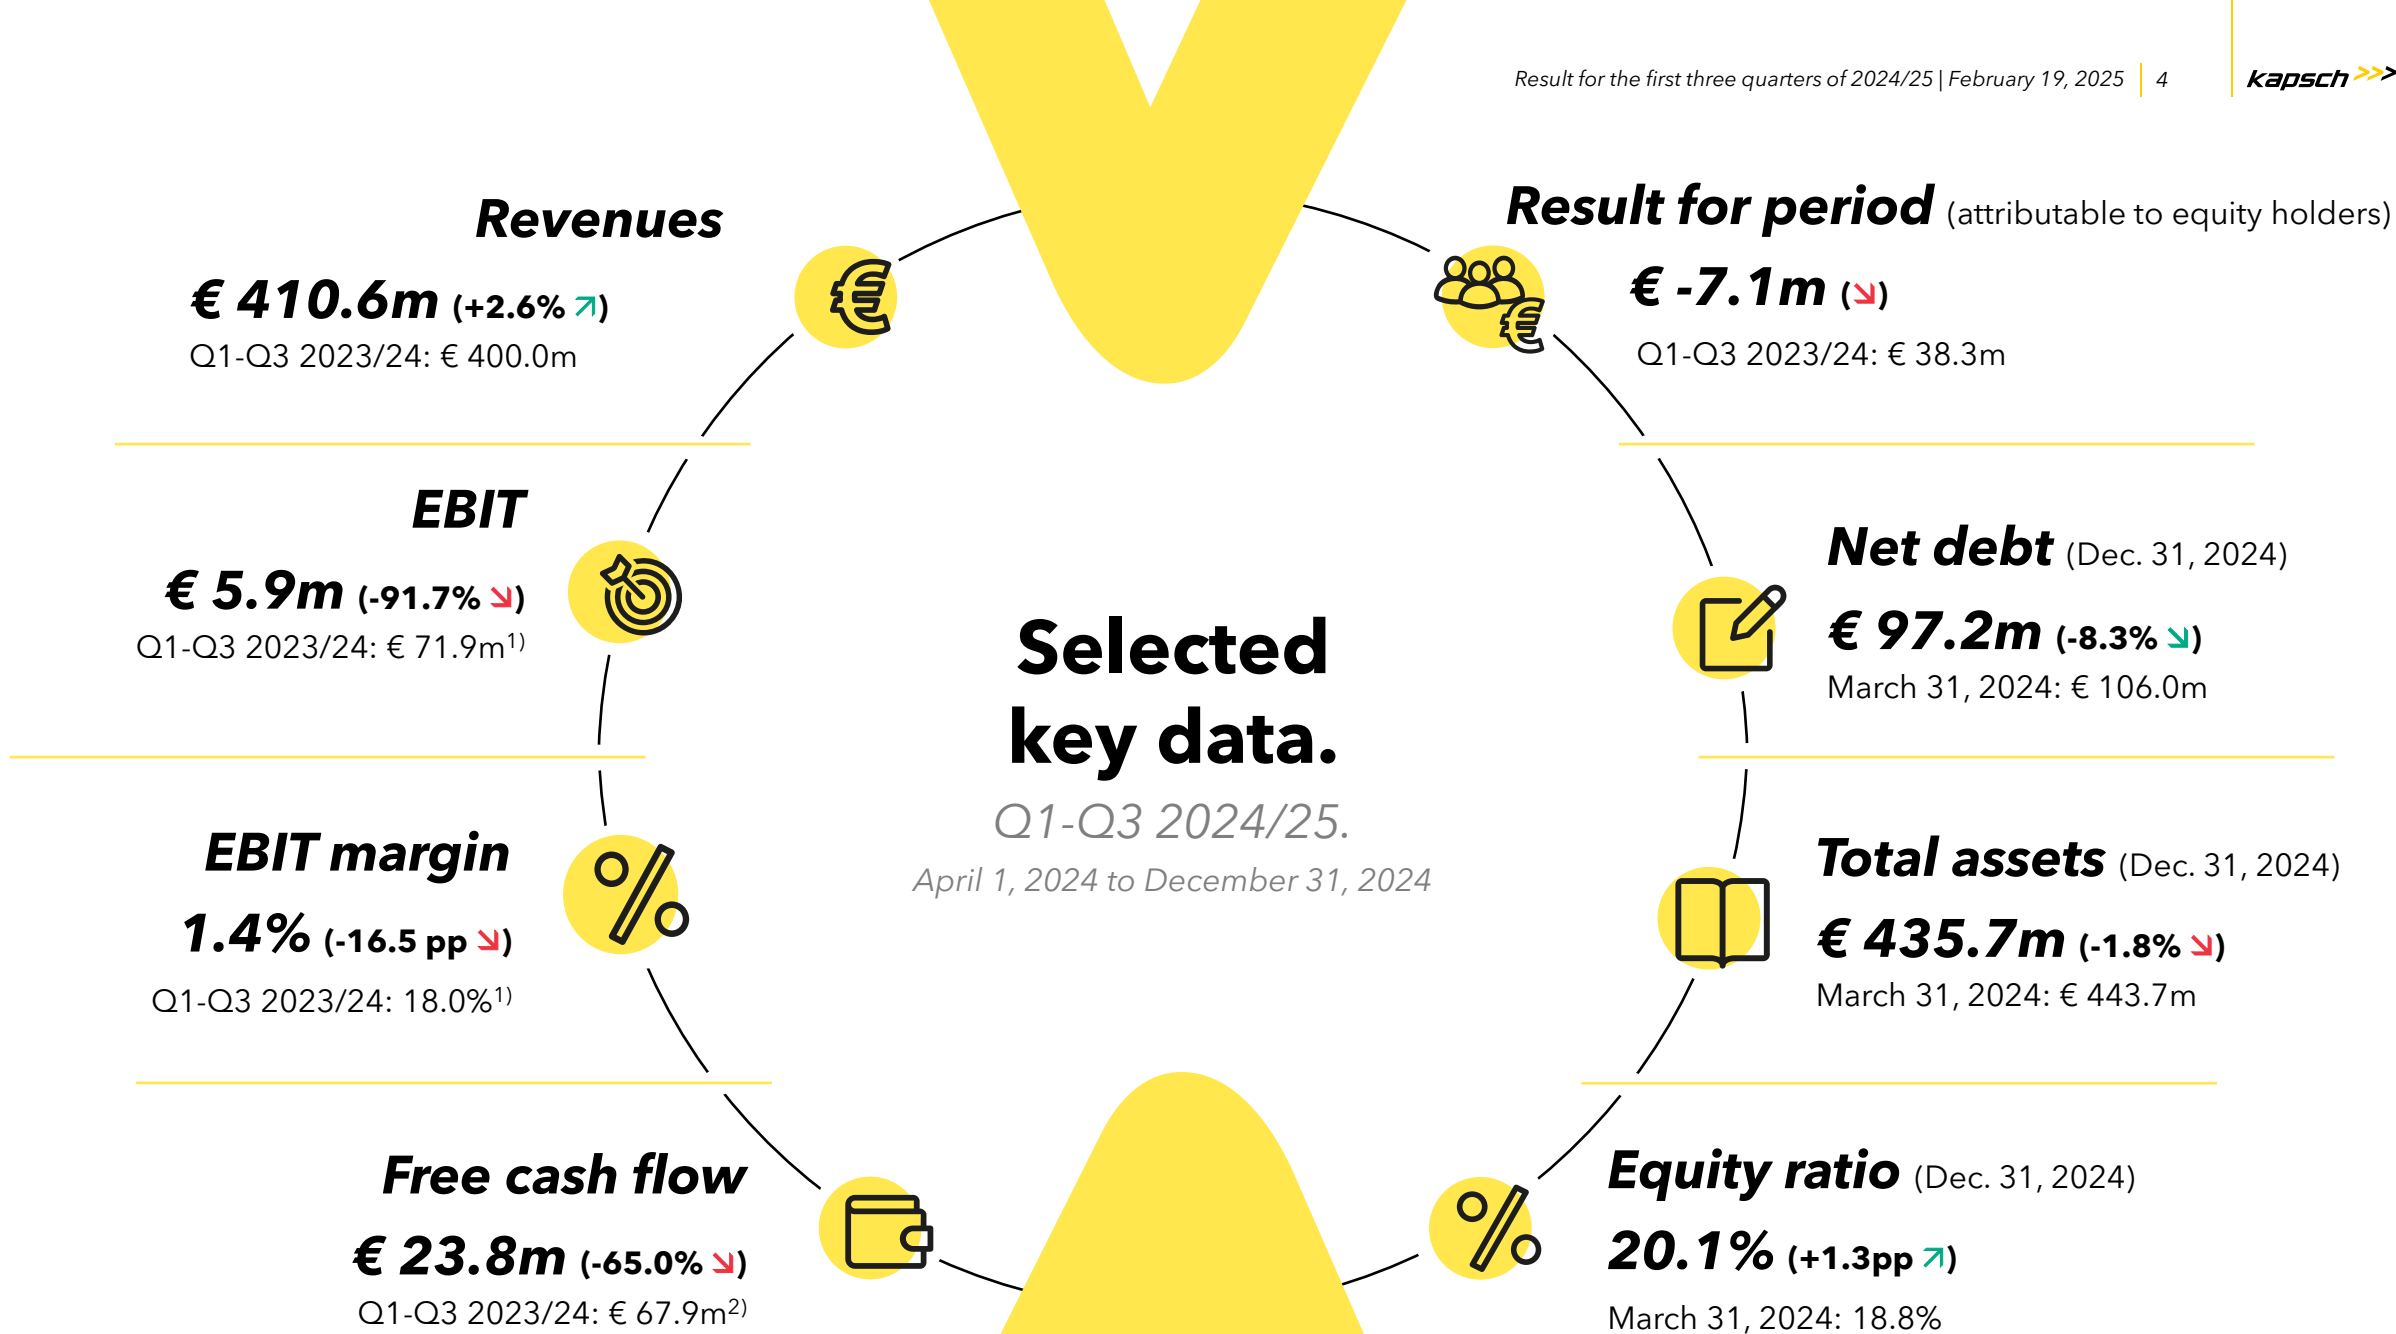 Result for the first three quarters of 2024/25 | February 19, 2025 4
kapsch >>>
Revenues
€ 410.6m (+2.6% ↗)
Q1-Q3 2023/24: € 400.0m
EBIT
€ 5.9m (-91.7% ↘)
Q1-Q3 2023/24: € 71.9m1)
EBIT margin
1.4% (-16.5 pp ↘)
Q1-Q3 2023/24: 18.0%1)
Free cash flow
€ 23.8m (-65.0% ↘)
Q1-Q3 2023/24: € 67.9m2)
Selected
key data.
Q1-Q3 2024/25.
April 1, 2024 to December 31, 2024
Result for period (attributable to equity holders)
€ -7.1m (↘)
Q1-Q3 2023/24: € 38.3m
Net debt (Dec. 31, 2024)
€ 97.2m (-8.3% ↘)
March 31, 2024: € 106.0m
Total assets (Dec. 31, 2024)
€ 435.7m (-1.8% ↘)
March 31, 2024: € 443.7m
Equity ratio (Dec. 31, 2024)
20.1% (+1.3pp ↗)
March 31, 2024: 18.8%